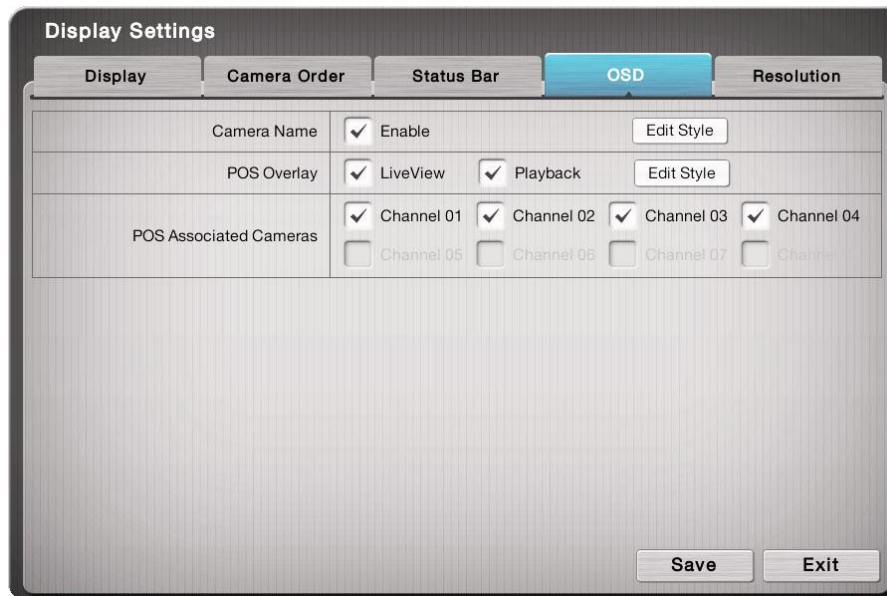 Display Settings
Display Camera Order Status Bar OSD Resolution
Camera Name Enable Edit Style
POS Overlay LiveView Playback Edit Style
POS Associated Cameras
Channel 01 Channel 02 Channel 03 Channel 04
Channel 05 Channel 06 Channel 07 Channel
Save Exit